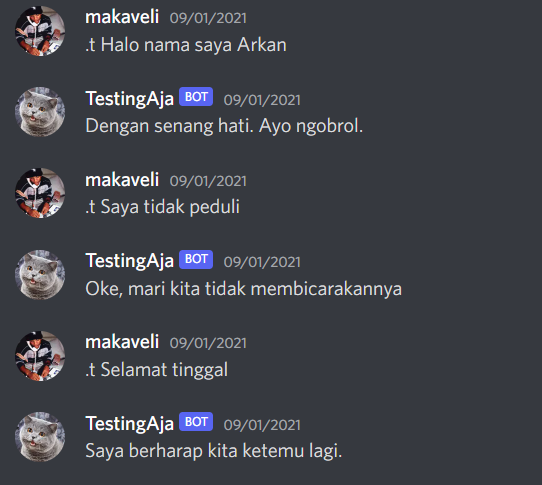 makaveli 09/01/2021
.t Halo nama saya Arkan
TestingAja BOT 09/01/2021
Dengan senang hati. Ayo ngobrol.
makaveli 09/01/2021
.t Saya tidak peduli
TestingAja BOT 09/01/2021
Oke, mari kita tidak membicarakannya
makaveli 09/01/2021
.t Selamat tinggal
TestingAja BOT 09/01/2021
Saya berharap kita ketemu lagi.